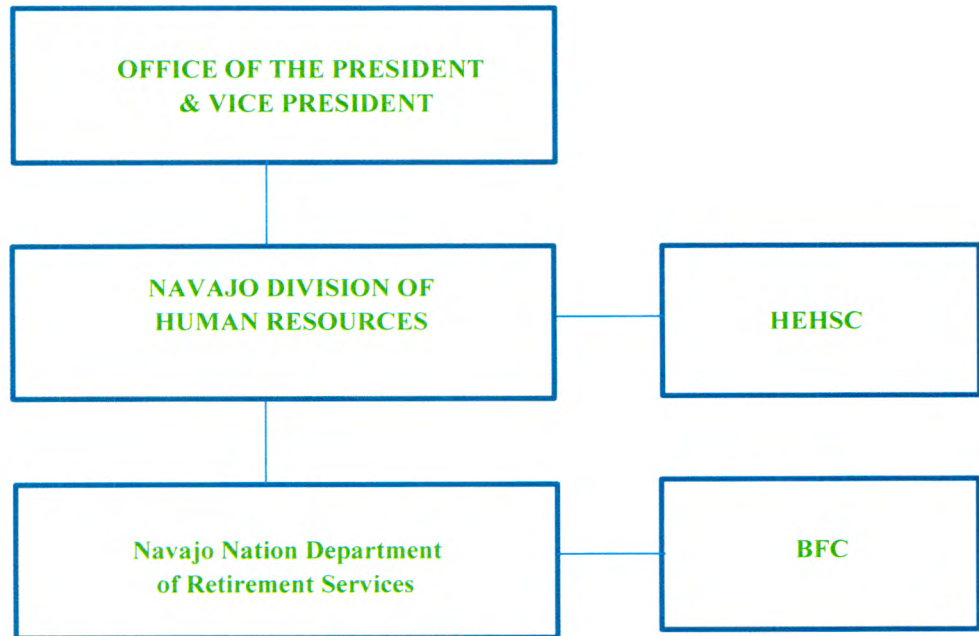 OFFICE OF THE PRESIDENT
& VICE PRESIDENT
NAVAJO DIVISION OF
HUMAN RESOURCES
HEHSC
Navajo Nation Department
of Retirement Services
BFC